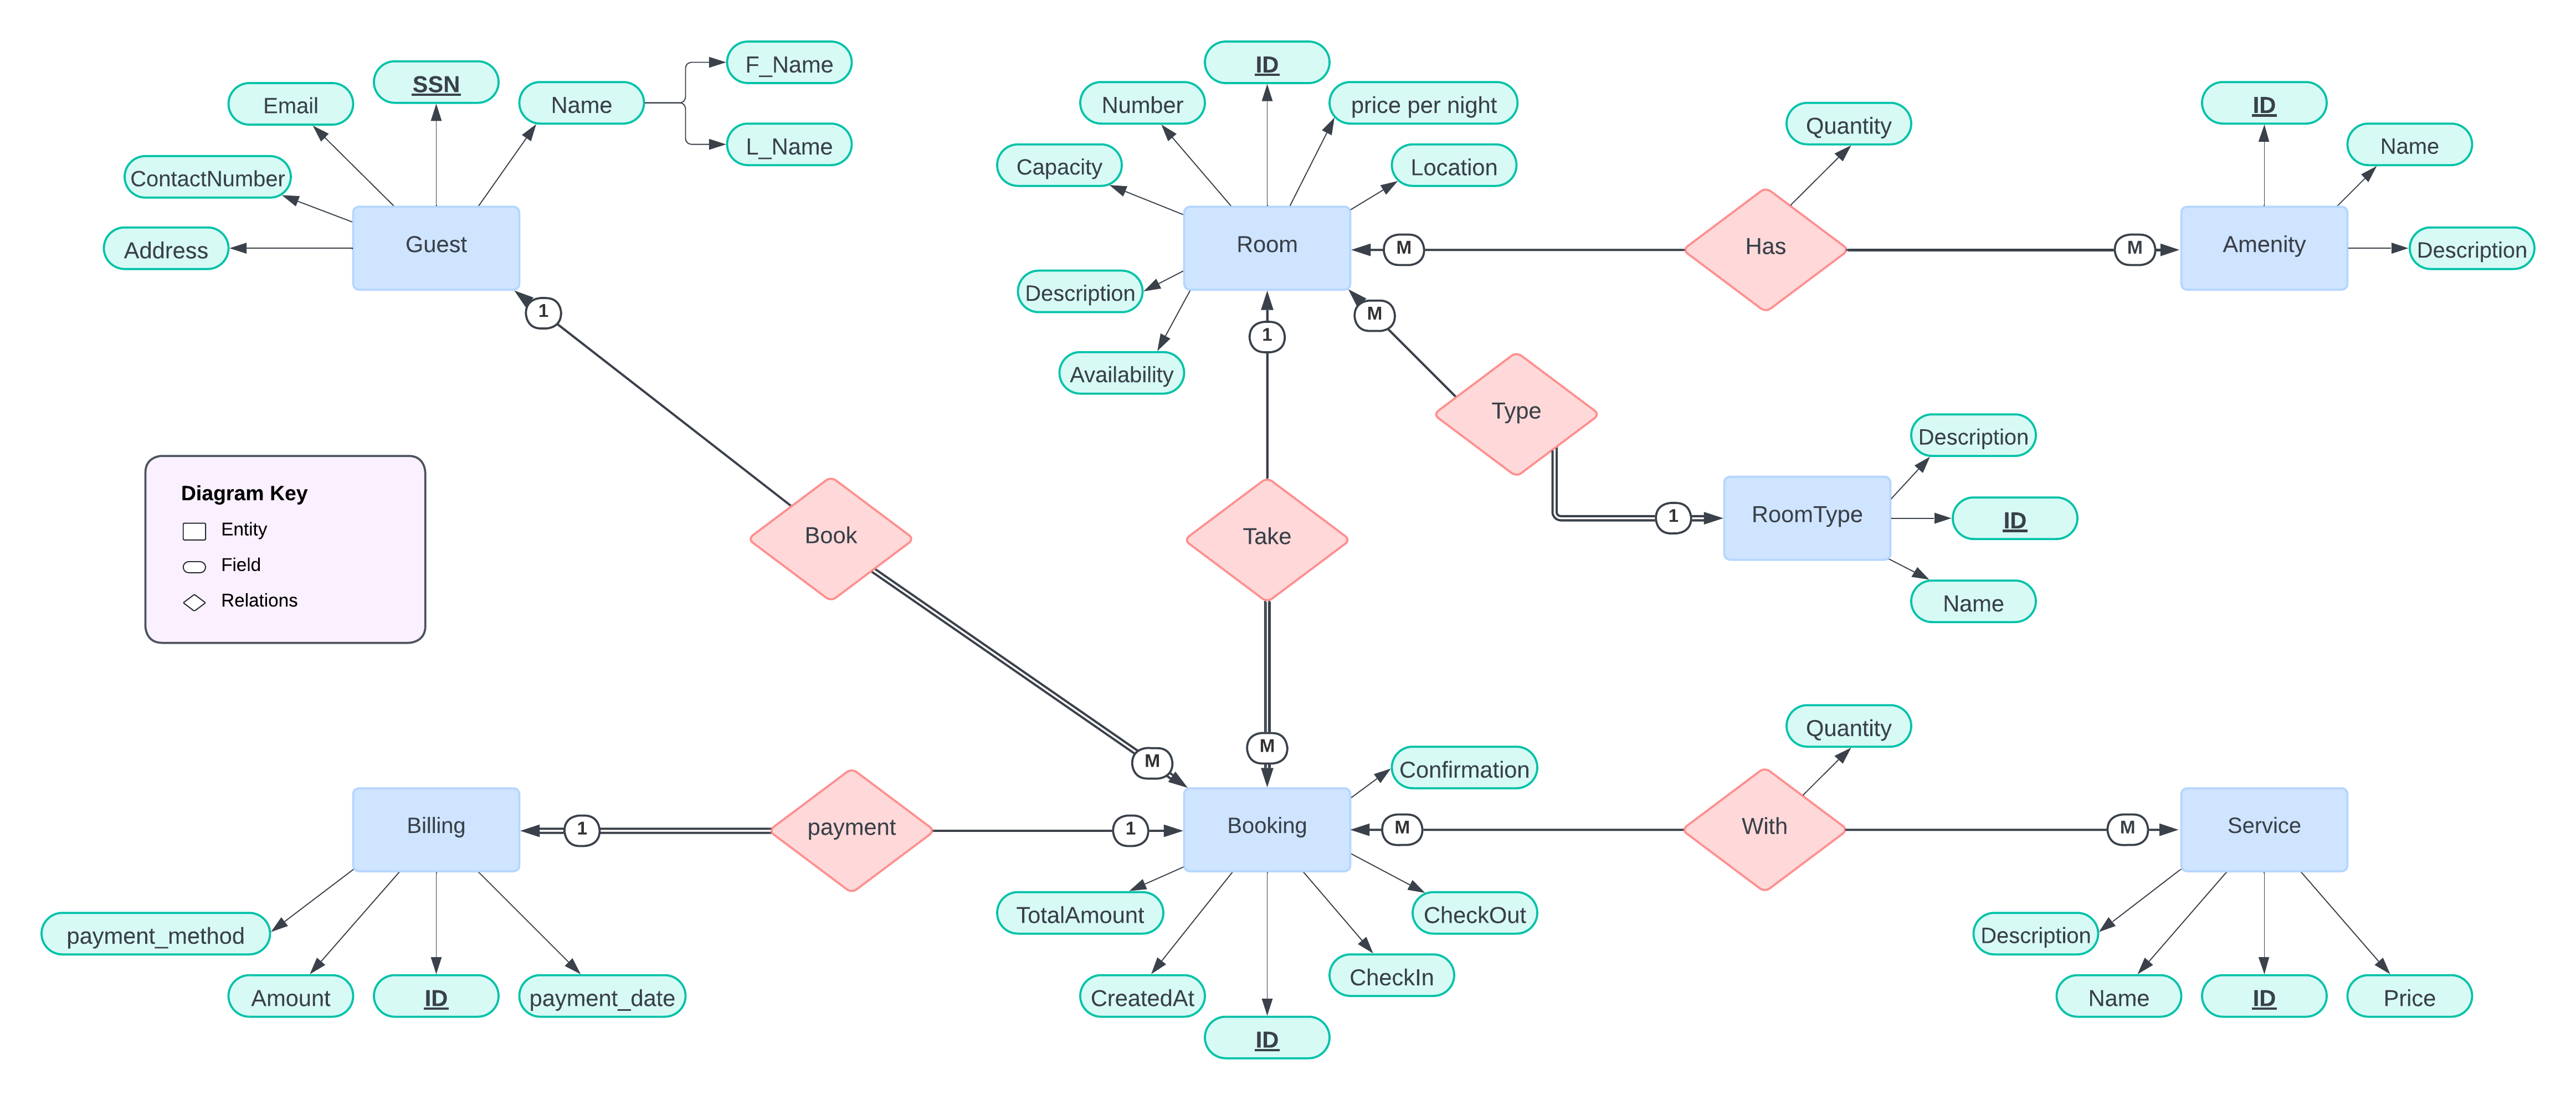 F_Name
ID
SSN
Name
Email
Number
price per night
ID
Quantity
L_Name
Name
Capacity
Location
ContactNumber
Address
Guest
Room
M
Has
M
Amenity
Description
Description
1
M
1
Availability
Type
Description
Diagram Key
Entity
Field
Relations
Book
Take
1
RoomType
ID
Name
Quantity
M
M
Confirmation
Billing
1
payment
1
Booking
M
With
M
Service
payment_method
TotalAmount
CheckOut
Description
CheckIn
Amount
ID
payment_date
CreatedAt
Name
ID
Price
ID